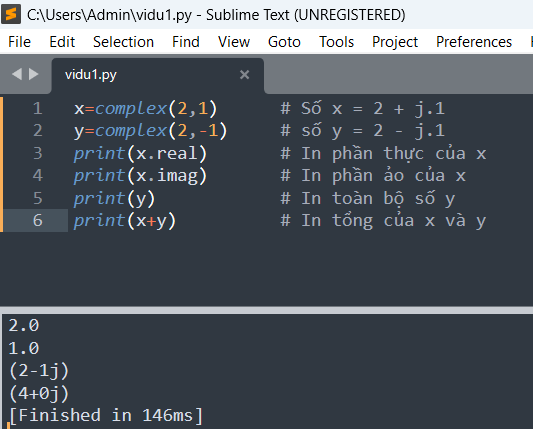 C:\Users\Admin\vidu1.py - Sublime Text (UNREGISTERED)
File Edit Selection Find View Goto Tools Project Preferences
vidu1.py ×
1 x=complex(2,1) # Số x = 2 + j.1
2 y=complex(2,-1) # số y = 2 - j.1
3 print(x.real) # In phần thực của x
4 print(x.imag) # In phần ảo của x
5 print(y) # In toàn bộ số y
6 print(x+y) # In tổng của x và y
2.0
1.0
(2-1j)
(4+0j)
[Finished in 146ms]